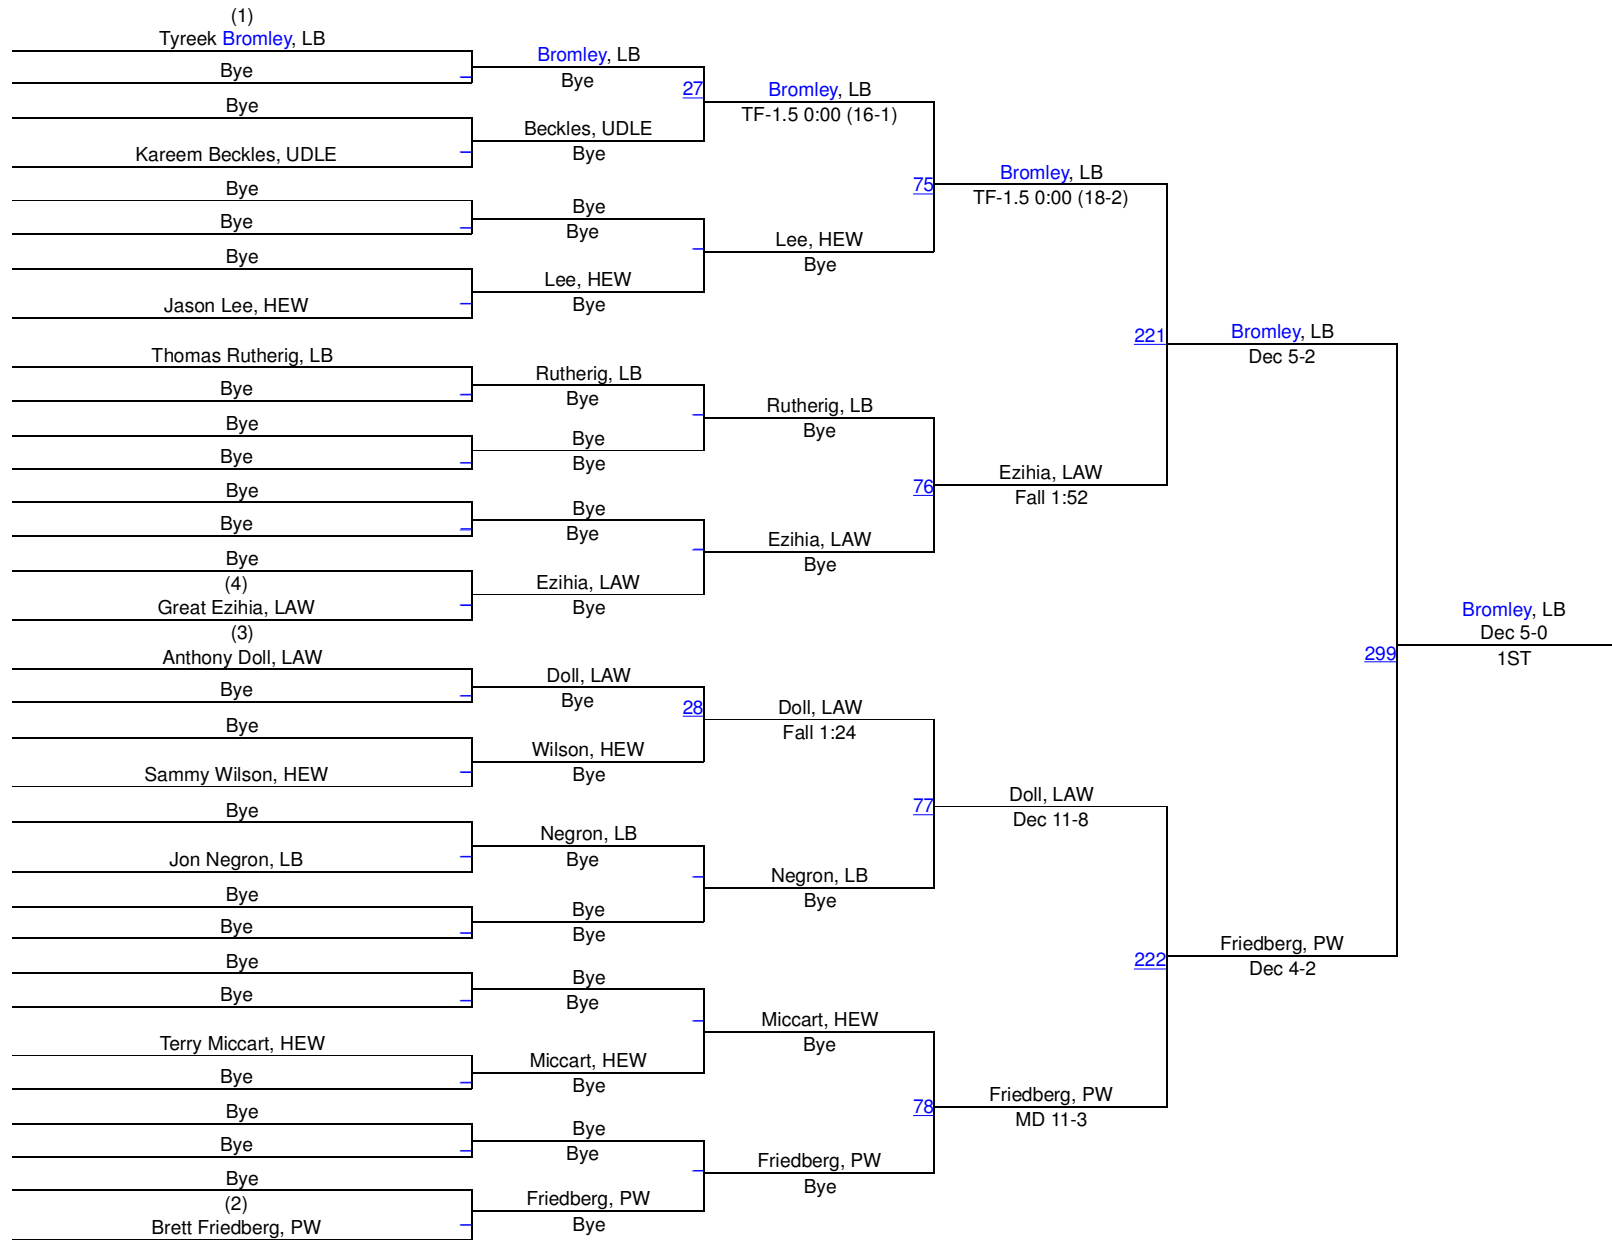 (1)
Tyreek Bromley, LB
Bye
Bye
Kareem Beckles, UDLE
Bye
Bye
Bye
Jason Lee, HEW
Thomas Rutherig, LB
Bye
Bye
Bye
Bye
Bye
Bye
(4)
Great Ezihia, LAW
(3)
Anthony Doll, LAW
Bye
Bye
Sammy Wilson, HEW
Bye
Jon Negron, LB
Bye
Bye
Bye
Bye
Terry Miccart, HEW
Bye
Bye
Bye
Bye
(2)
Brett Friedberg, PW
Bromley, LB
Bye
27
Beckles, UDLE
Bye
Bye
Bye
Lee, HEW
Bye
Rutherig, LB
Bye
Bye
Bye
Bye
Bye
Ezihia, LAW
Bye
Doll, LAW
Bye
28
Wilson, HEW
Bye
Negron, LB
Bye
Bye
Bye
Bye
Bye
Miccart, HEW
Bye
Bye
Bye
Friedberg, PW
Bye
Bromley, LB
TF-1.5 0:00 (16-1)
75
Lee, HEW
Bye
Rutherig, LB
Bye
76
Ezihia, LAW
Bye
Doll, LAW
Fall 1:24
77
Negron, LB
Bye
Miccart, HEW
Bye
78
Friedberg, PW
Bye
Bromley, LB
TF-1.5 0:00 (18-2)
221
Ezihia, LAW
Fall 1:52
Doll, LAW
Dec 11-8
222
Friedberg, PW
MD 11-3
Bromley, LB
Dec 5-2
299
Friedberg, PW
Dec 4-2
Bromley, LB
Dec 5-0
1ST